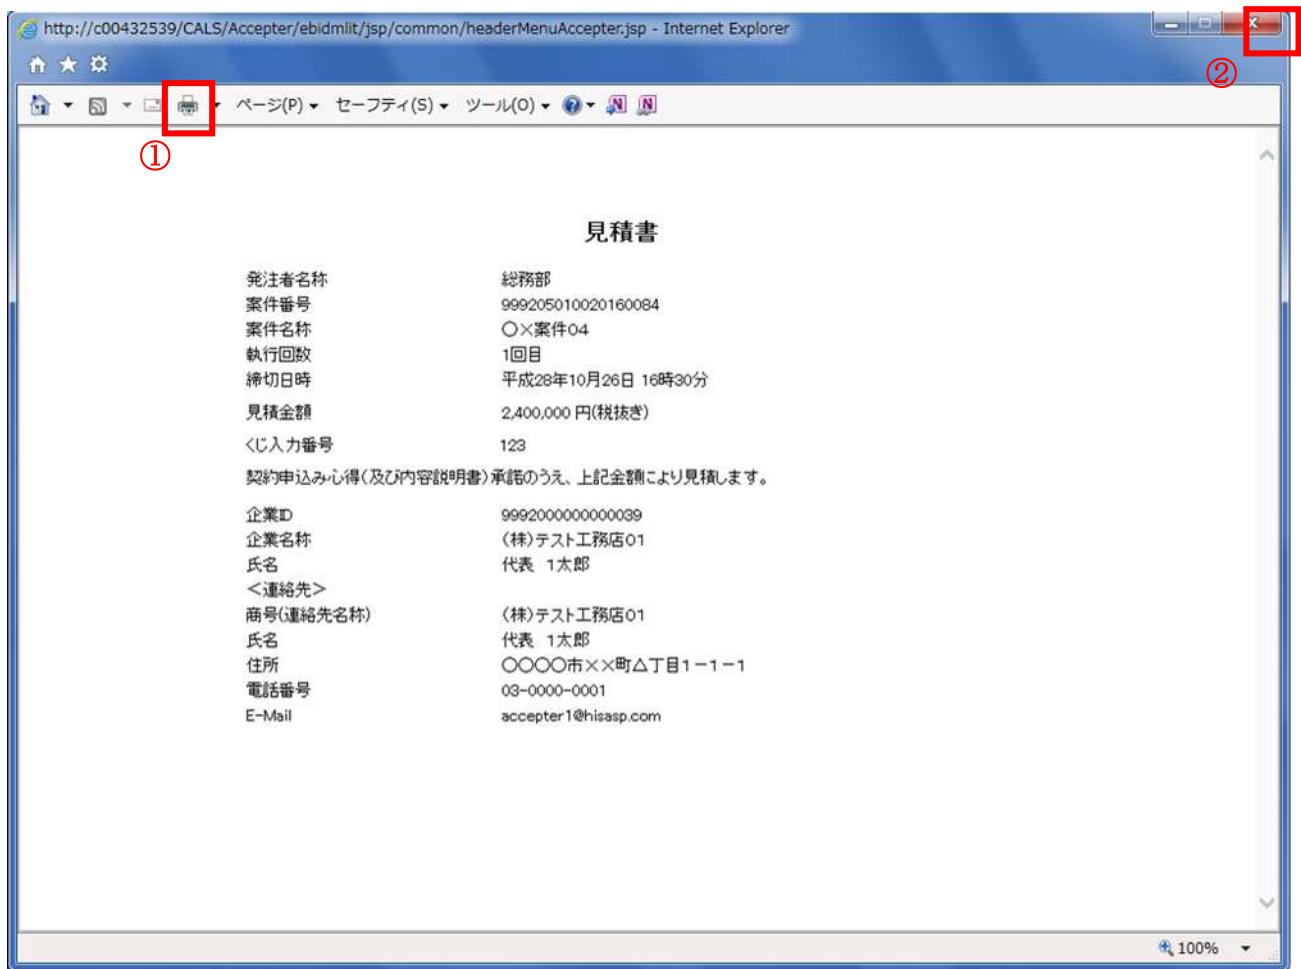 http://c00432539/CALS/Accepter/ebidmlit/jsp/common/headerMenuAccepter.jsp - Internet Explorer
②
ページ(P) セーフティ(S) ツール(O)
①
見積書
発注者名称 総務部
案件番号 999205010020160084
案件名称 〇×案件04
執行回数 1回目
締切日時 平成28年10月26日 16時30分
見積金額 2,400,000 円(税抜き)
くじ入力番号 123
契約申込み心得(及び内容説明書)承諾のうえ、上記金額により見積します。
企業ID 9992000000000039
企業名称 (株)テスト工務店01
氏名 代表 1太郎
<連絡先>
商号(連絡先名称) (株)テスト工務店01
氏名 代表 1太郎
住所 〇〇〇〇市××町△丁目1-1-1
電話番号 03-0000-0001
E-Mail accepter1@hisasp.com
100%